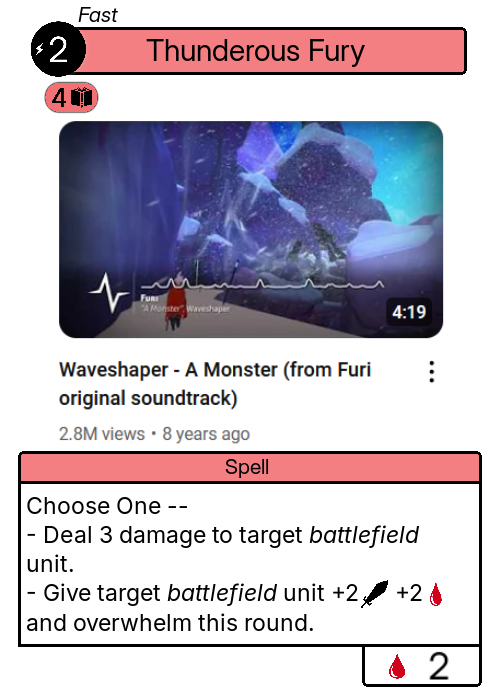 Fast
2
Thunderous Fury
4
Furi
"A Monster", Waveshaper
4:19
Waveshaper - A Monster (from Furi
original soundtrack)
2.8M views • 8 years ago
Spell
Choose One --
- Deal 3 damage to target battlefield
unit.
- Give target battlefield unit +2 +2
and overwhelm this round.
2